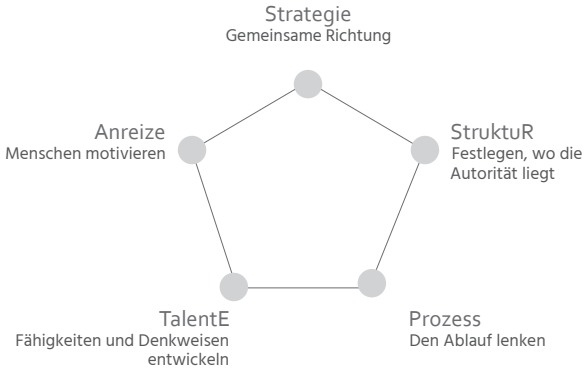 Strategie
Gemeinsame Richtung
Anreize
Menschen motivieren
StruktuR
Festlegen, wo die
Autorität liegt
TalentE
Fähigkeiten und Denkweisen
entwickeln
Prozess
Den Ablauf lenken